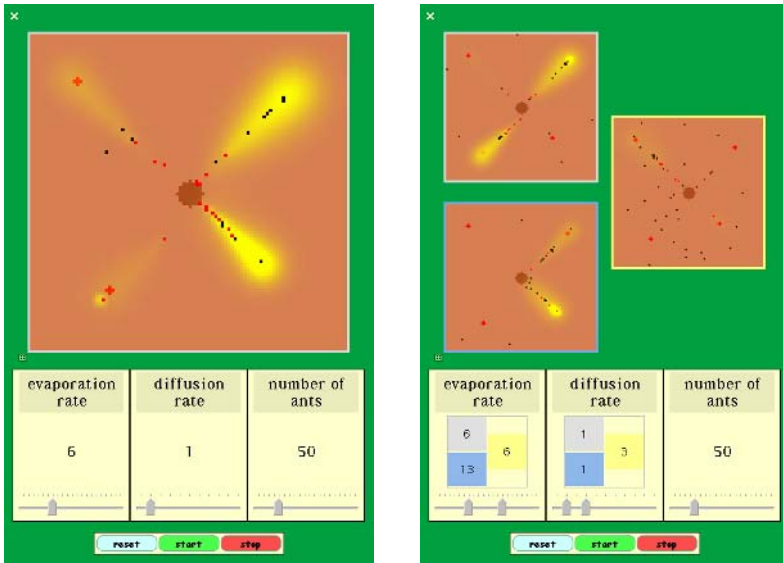 evaporation rate
diffusion rate
number of ants
6
1
50
reset
start
stop
evaporation rate
diffusion rate
number of ants
6
6
13
1
3
1
50
reset
start
stop